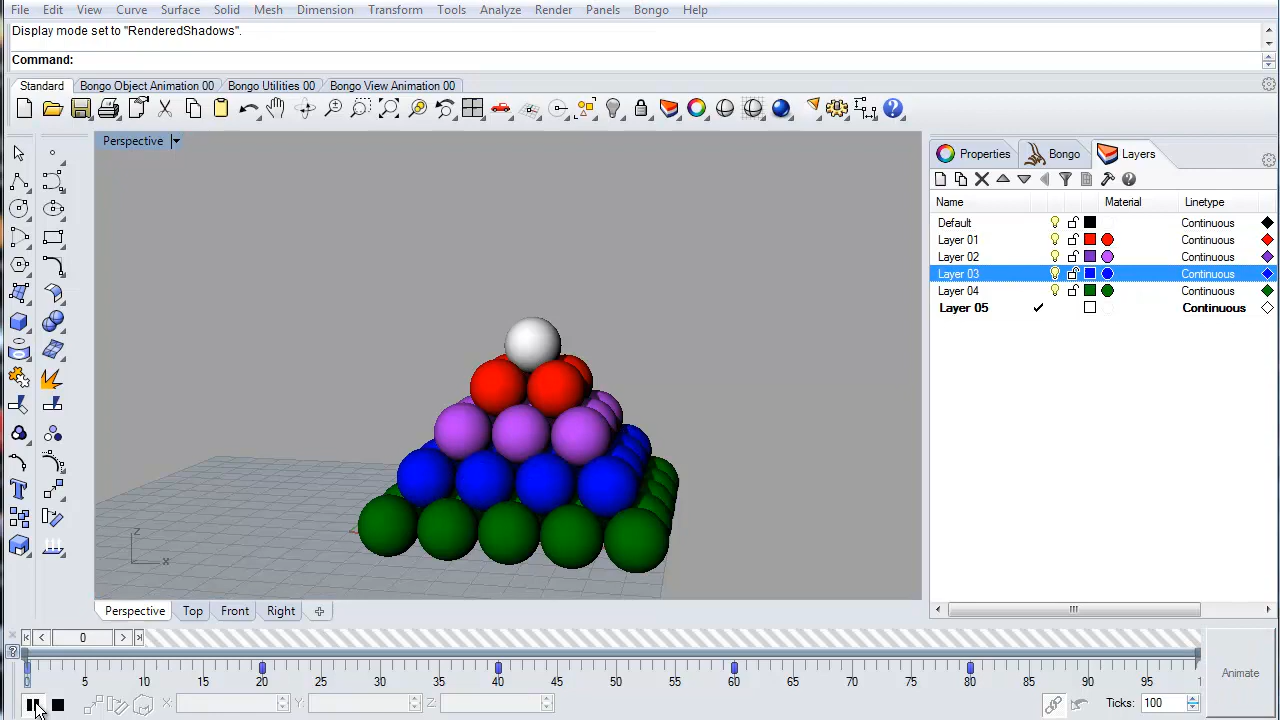 File Edit View Curve Surface Solid Mesh Dimension Transform Tools Analyze Render Panels Bongo Help
Display mode set to "RenderedShadows".
Command:
Standard Bongo Object Animation 00 Bongo Utilities 00 Bongo View Animation 00
Perspective
Properties Bongo Layers
Name Material Linetype
Default Continuous
Layer 01 Continuous
Layer 02 Continuous
Layer 03 Continuous
Layer 04 Continuous
Layer 05 Continuous
z
x
Perspective Top Front Right
0
0 5 10 15 20 25 30 35 40 45 50 55 60 65 70 75 80 85 90 95 1
Animate
X: Y: Z: Ticks: 100